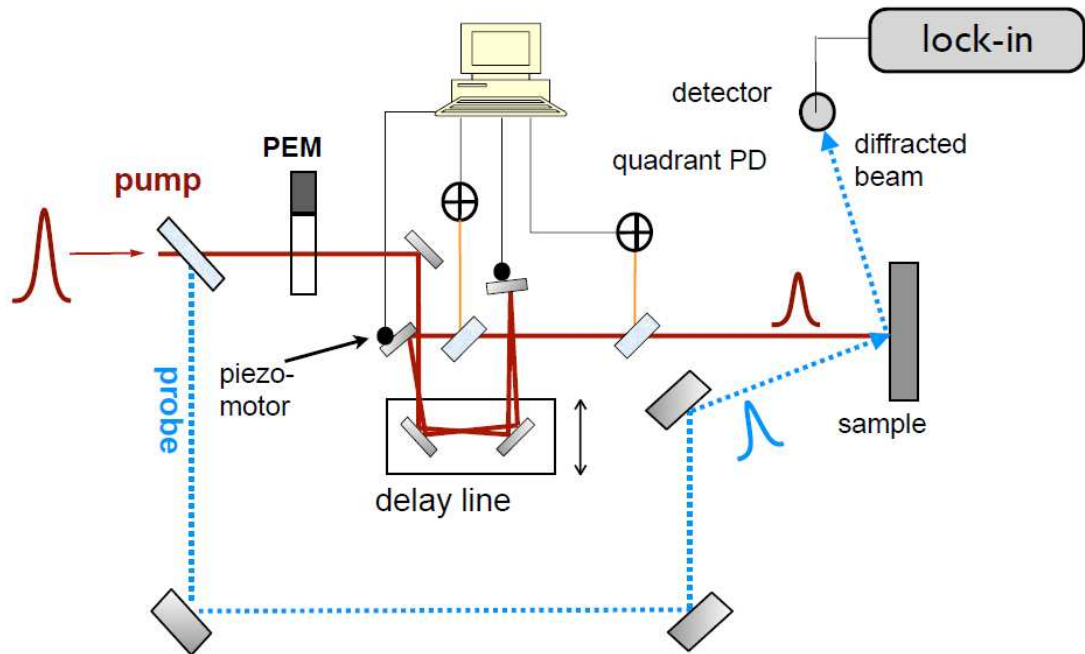 lock-in
detector
PEM
quadrant PD
diffracted
beam
pump
piezo-
motor
probe
sample
delay line